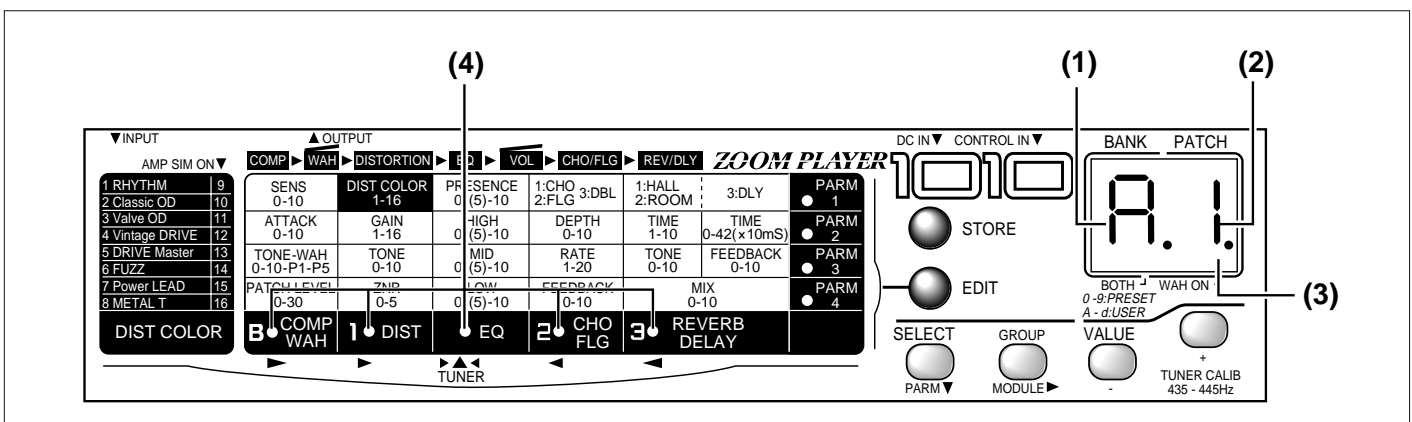 (4) (1) (2)
▼INPUT ▲OUTPUT DC IN▼ CONTROL IN▼ BANK PATCH
AMP SIM ON▼ COMP ▶ WAH ▶ DISTORTION ▶ EQ ▶ VOL ▶ CHO/FLG ▶ REV/DLY ZOOM PLAYER 1010
1 RHYTHM 9
2 Classic OD 10
3 Valve OD 11
4 Vintage DRIVE 12
5 DRIVE Master 13
6 FUZZ 14
7 Power LEAD 15
8 METAL T 16
DIST COLOR
SENS DIST COLOR PRESENCE 1:CHO 3:DBL 1:HALL 3:DLY PARM
0-10 1-16 0 (5)-10 2:FLG 2:ROOM 1
ATTACK GAIN HIGH DEPTH TIME TIME PARM
0-10 1-16 0 (5)-10 0-10 1-10 0-42(x10mS) 2
TONE-WAH TONE MID RATE TONE FEEDBACK PARM
0-10-P1-P5 0-10 0 (5)-10 1-20 0-10 0-10 3
PATCH LEVEL ZNR LOW FEEDBACK MIX PARM
0-30 0-5 0 (5)-10 0-10 0-10 4
B COMP 1 DIST EQ 2 CHO 3 REVERB
WAH FLG DELAY
▶ ▶ ▶▲◀ ◀ ◀
TUNER
STORE
EDIT
A. 1.
BOTH WAH ON
0 -9:PRESET
A - d:USER
(3)
SELECT GROUP VALUE
PARM▼ MODULE▶ - +
TUNER CALIB
435 - 445Hz